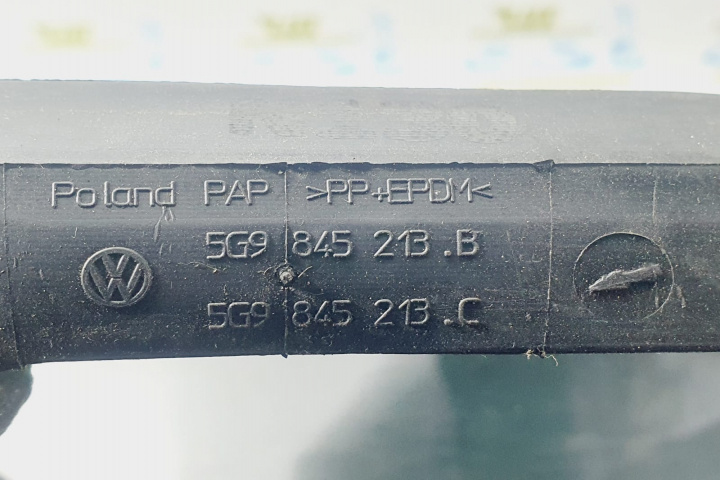 Poland PAP >PP+EPDM<
5G9 845 213 .B
5G9 845 213 .C